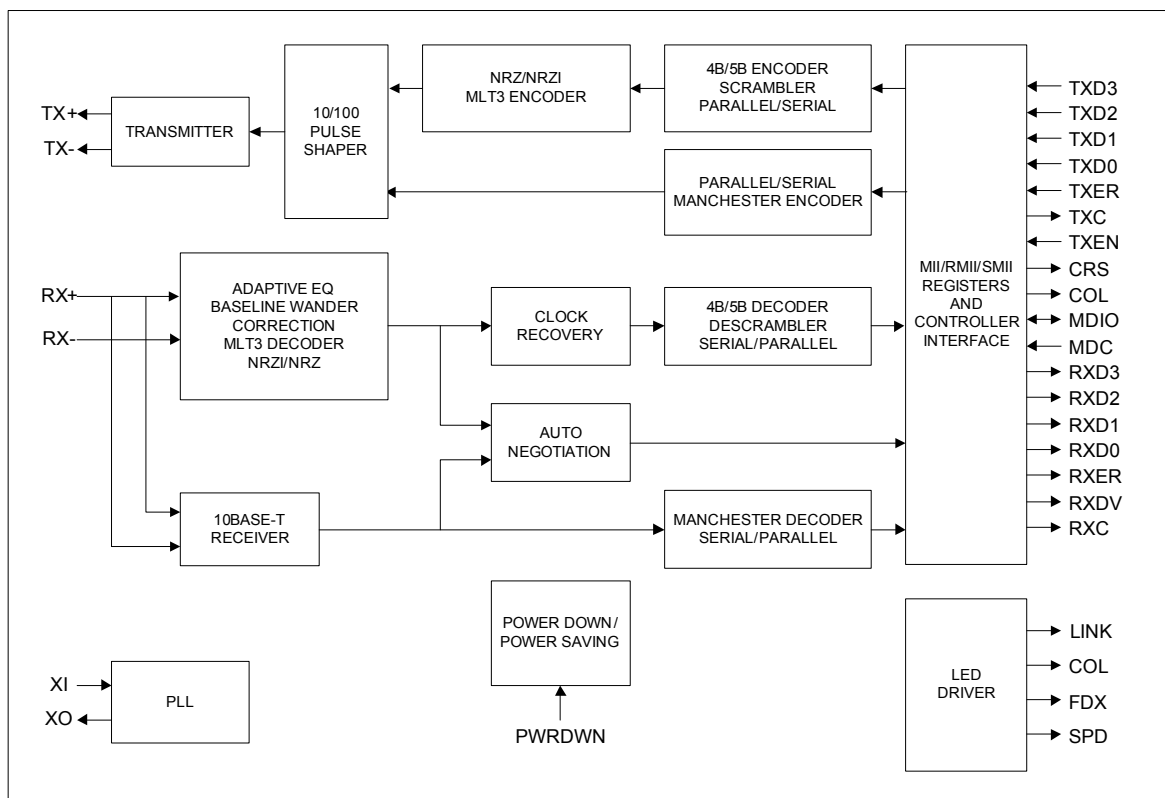 NRZ/NRZI
MLT3 ENCODER
4B/5B ENCODER
SCRAMBLER
PARALLEL/SERIAL
10/100
PULSE
SHAPER
TX+
TX-
TRANSMITTER
PARALLEL/SERIAL
MANCHESTER ENCODER
RX+
RX-
ADAPTIVE EQ
BASELINE WANDER
CORRECTION
MLT3 DECODER
NRZI/NRZ
CLOCK
RECOVERY
4B/5B DECODER
DESCRAMBLER
SERIAL/PARALLEL
AUTO
NEGOTIATION
10BASE-T
RECEIVER
MANCHESTER DECODER
SERIAL/PARALLEL
MII/RMII/SMII
REGISTERS
AND
CONTROLLER
INTERFACE
TXD3
TXD2
TXD1
TXD0
TXER
TXC
TXEN
CRS
COL
MDIO
MDC
RXD3
RXD2
RXD1
RXD0
RXER
RXDV
RXC
POWER DOWN/
POWER SAVING
PWRDWN
XI
XO
PLL
LED
DRIVER
LINK
COL
FDX
SPD